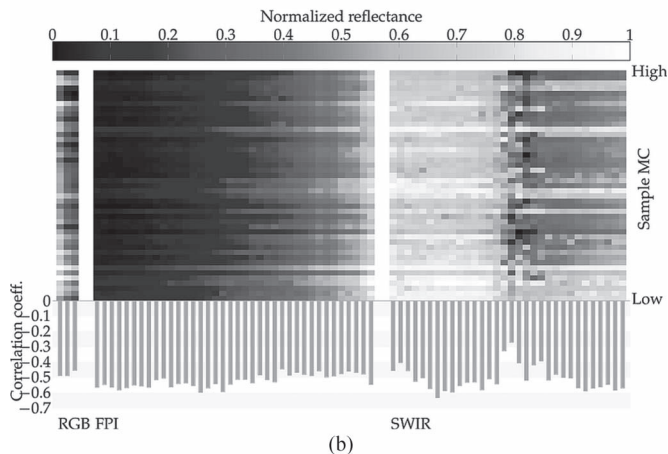 Normalized reflectance
0 0.1 0.2 0.3 0.4 0.5 0.6 0.7 0.8 0.9 1
High
Sample MC
Low
Correlation coeff.
0
−0.1
−0.2
−0.3
−0.4
−0.5
−0.6
−0.7
RGB FPI SWIR
(b)